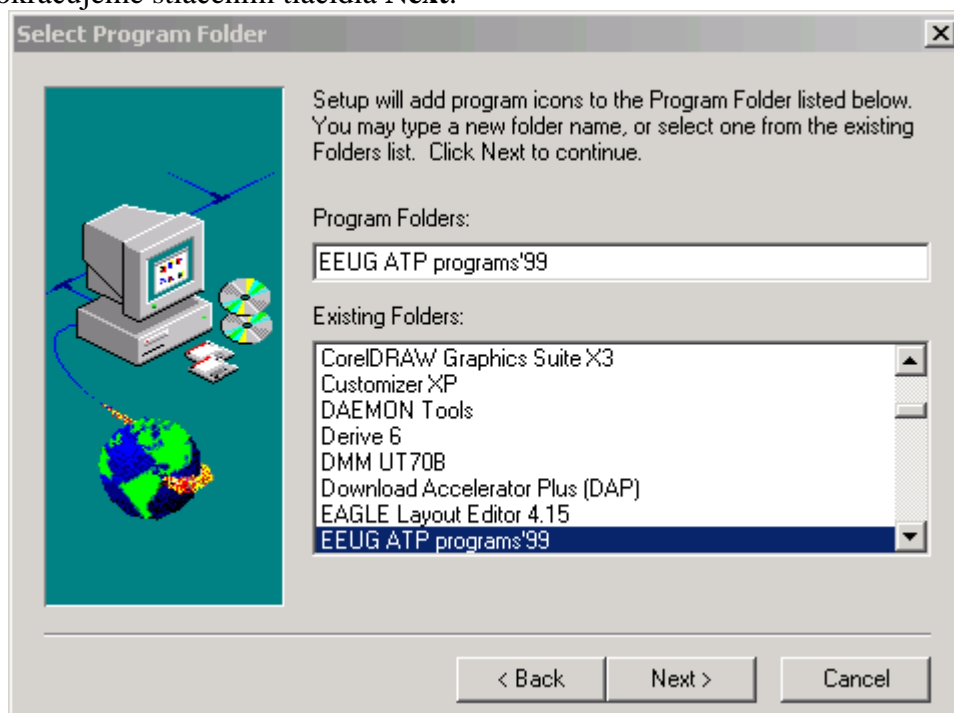 Select Program Folder
Setup will add program icons to the Program Folder listed below.
You may type a new folder name, or select one from the existing
Folders list. Click Next to continue.
Program Folders:
EEUG ATP programs'99
Existing Folders:
CorelDRAW Graphics Suite X3
Customizer XP
DAEMON Tools
Derive 6
DMM UT70B
Download Accelerator Plus (DAP)
EAGLE Layout Editor 4.15
EEUG ATP programs'99
< Back
Next >
Cancel